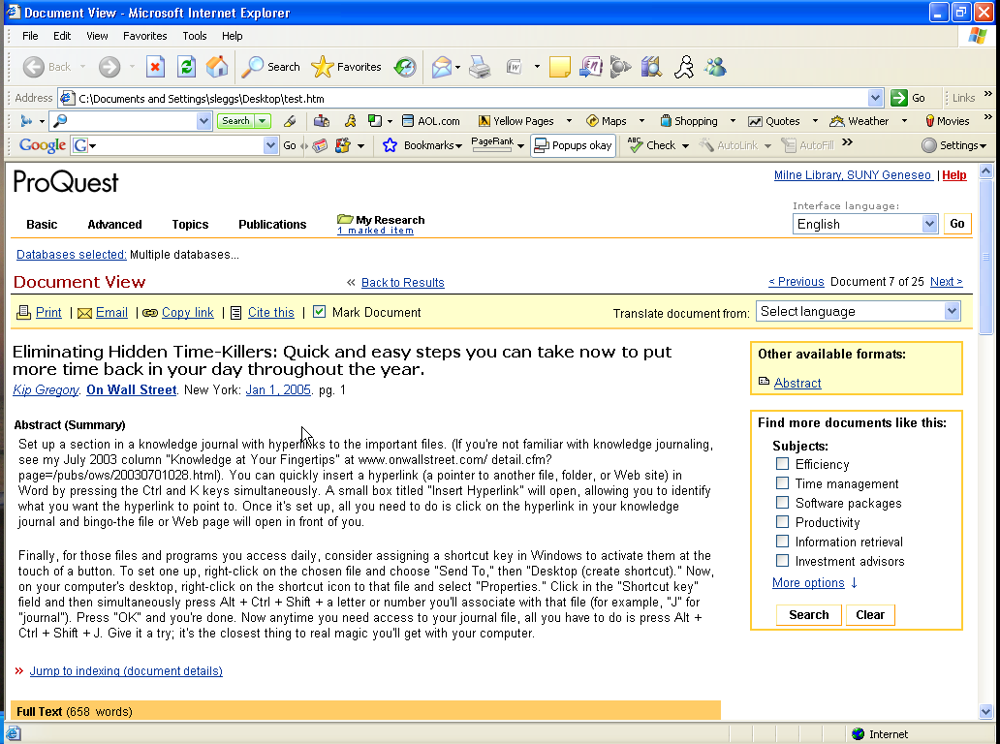 Document View - Microsoft Internet Explorer
File Edit View Favorites Tools Help
Back Search Favorites
Address C:\Documents and Settings\sleggs\Desktop\test.htm Go Links »
Search AOL.com Yellow Pages Maps Shopping Quotes Weather Movies »
Google G Go Bookmarks PageRank Popups okay ABC Check AutoLink AutoFill » Settings
ProQuest
Milne Library, SUNY Geneseo | Help
Interface language:
Basic Advanced Topics Publications My Research English Go
1 marked item
Databases selected: Multiple databases...
Document View « Back to Results < Previous Document 7 of 25 Next >
Print | Email | Copy link | Cite this | Mark Document Translate document from: Select language
Eliminating Hidden Time-Killers: Quick and easy steps you can take now to put
more time back in your day throughout the year.
Kip Gregory. On Wall Street. New York: Jan 1, 2005. pg. 1
Abstract (Summary)
Set up a section in a knowledge journal with hyperlinks to the important files. (If you're not familiar with knowledge journaling,
see my July 2003 column "Knowledge at Your Fingertips" at www.onwallstreet.com/ detail.cfm?
page=/pubs/ows/20030701028.html). You can quickly insert a hyperlink (a pointer to another file, folder, or Web site) in
Word by pressing the Ctrl and K keys simultaneously. A small box titled "Insert Hyperlink" will open, allowing you to identify
what you want the hyperlink to point to. Once it's set up, all you need to do is click on the hyperlink in your knowledge
journal and bingo-the file or Web page will open in front of you.
Finally, for those files and programs you access daily, consider assigning a shortcut key in Windows to activate them at the
touch of a button. To set one up, right-click on the chosen file and choose "Send To," then "Desktop (create shortcut)." Now,
on your computer's desktop, right-click on the shortcut icon to that file and select "Properties." Click in the "Shortcut key"
field and then simultaneously press Alt + Ctrl + Shift + a letter or number you'll associate with that file (for example, "J" for
"journal"). Press "OK" and you're done. Now anytime you need access to your journal file, all you have to do is press Alt +
Ctrl + Shift + J. Give it a try; it's the closest thing to real magic you'll get with your computer.
» Jump to indexing (document details)
Full Text (658 words)
Other available formats:
Abstract
Find more documents like this:
Subjects:
Efficiency
Time management
Software packages
Productivity
Information retrieval
Investment advisors
More options ↓
Search Clear
Internet